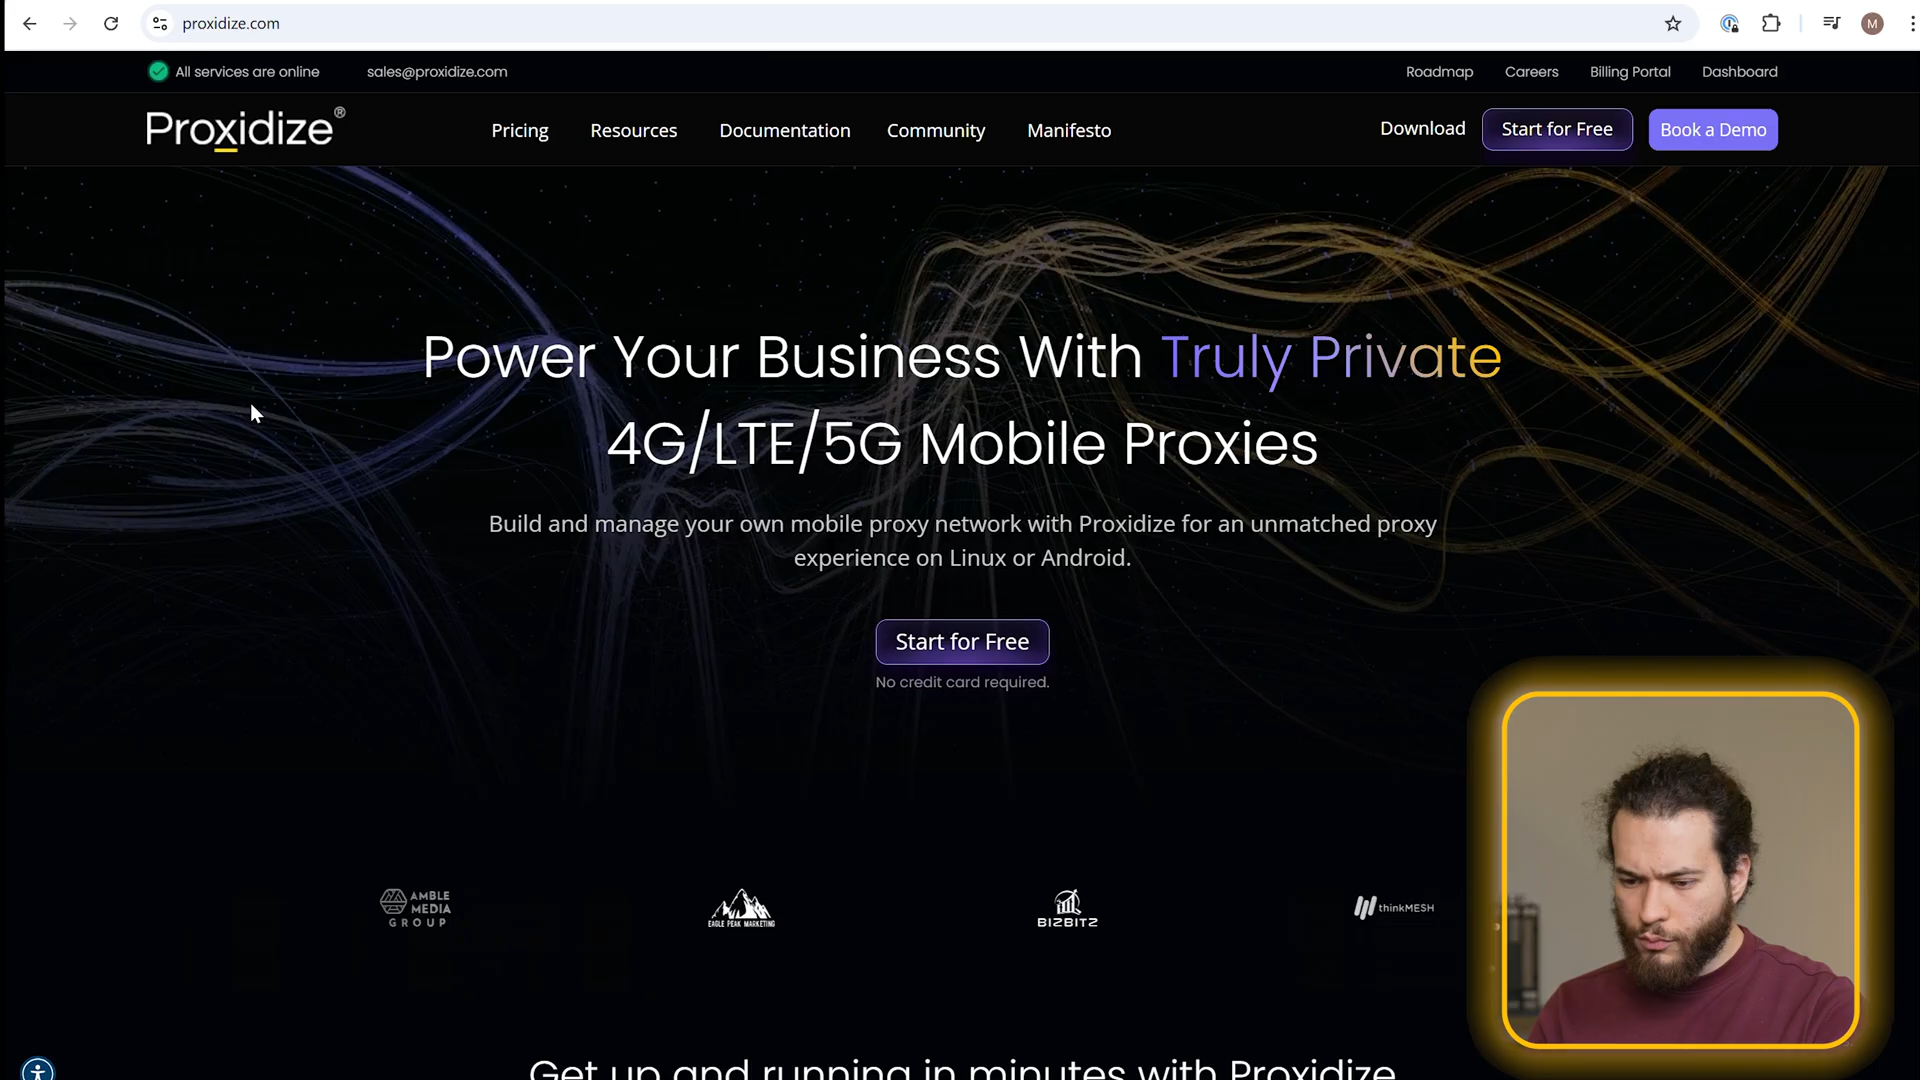 proxidize.com
M
All services are online
sales@proxidize.com
Roadmap
Careers
Billing Portal
Dashboard
Proxidize®
Pricing
Resources
Documentation
Community
Manifesto
Download
Start for Free
Book a Demo
Power Your Business With Truly Private
4G/LTE/5G Mobile Proxies
Build and manage your own mobile proxy network with Proxidize for an unmatched proxy
experience on Linux or Android.
Start for Free
No credit card required.
AMBLE
MEDIA
GROUP
EAGLE PEAK MARKETING
BIZBITZ
thinkMESH
Get up and running in minutes with Proxidize